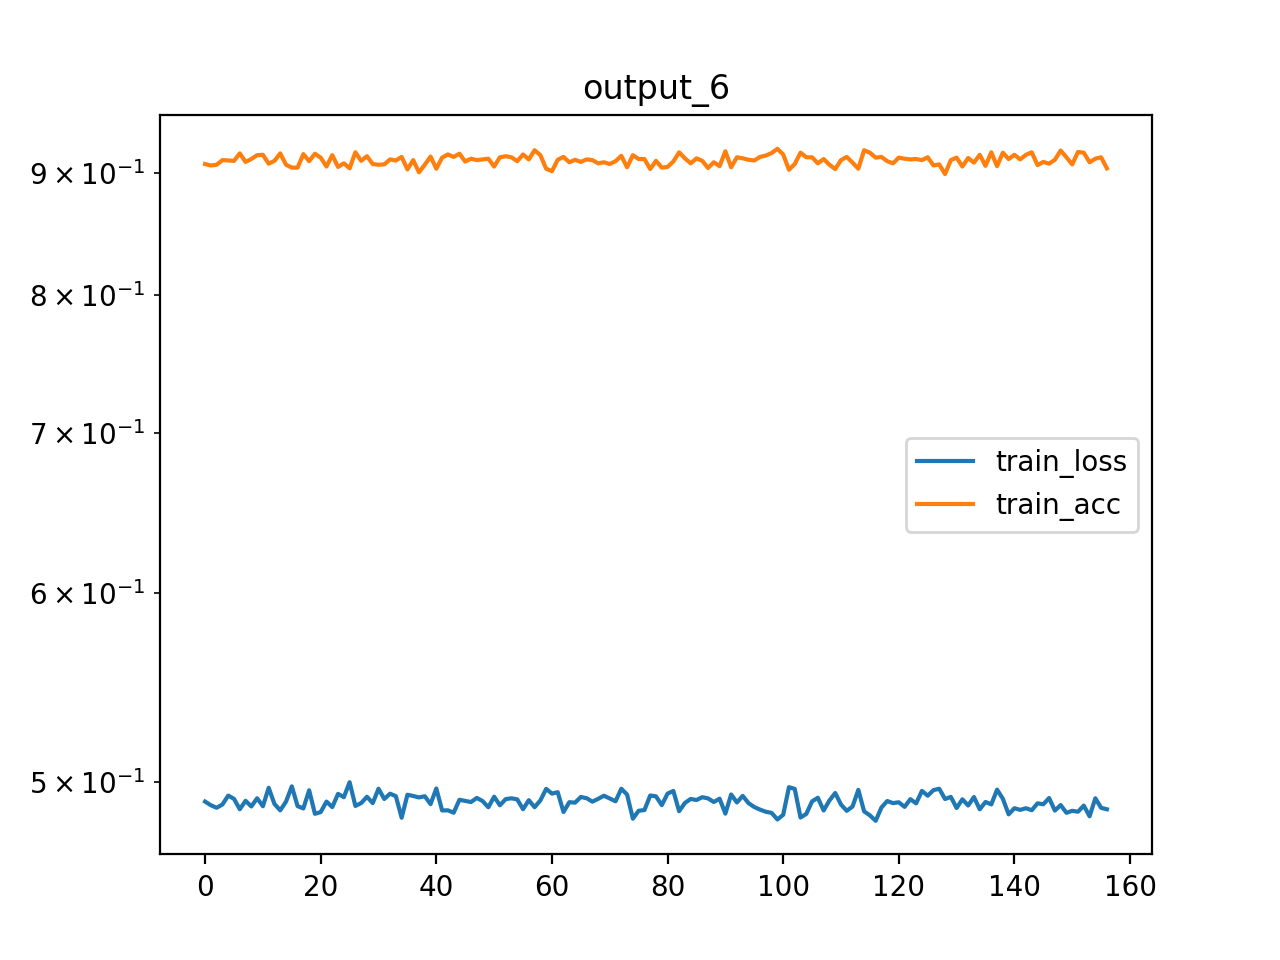 output_6
9 × 10⁻¹
8 × 10⁻¹
7 × 10⁻¹
6 × 10⁻¹
5 × 10⁻¹
train_loss
train_acc
0 20 40 60 80 100 120 140 160